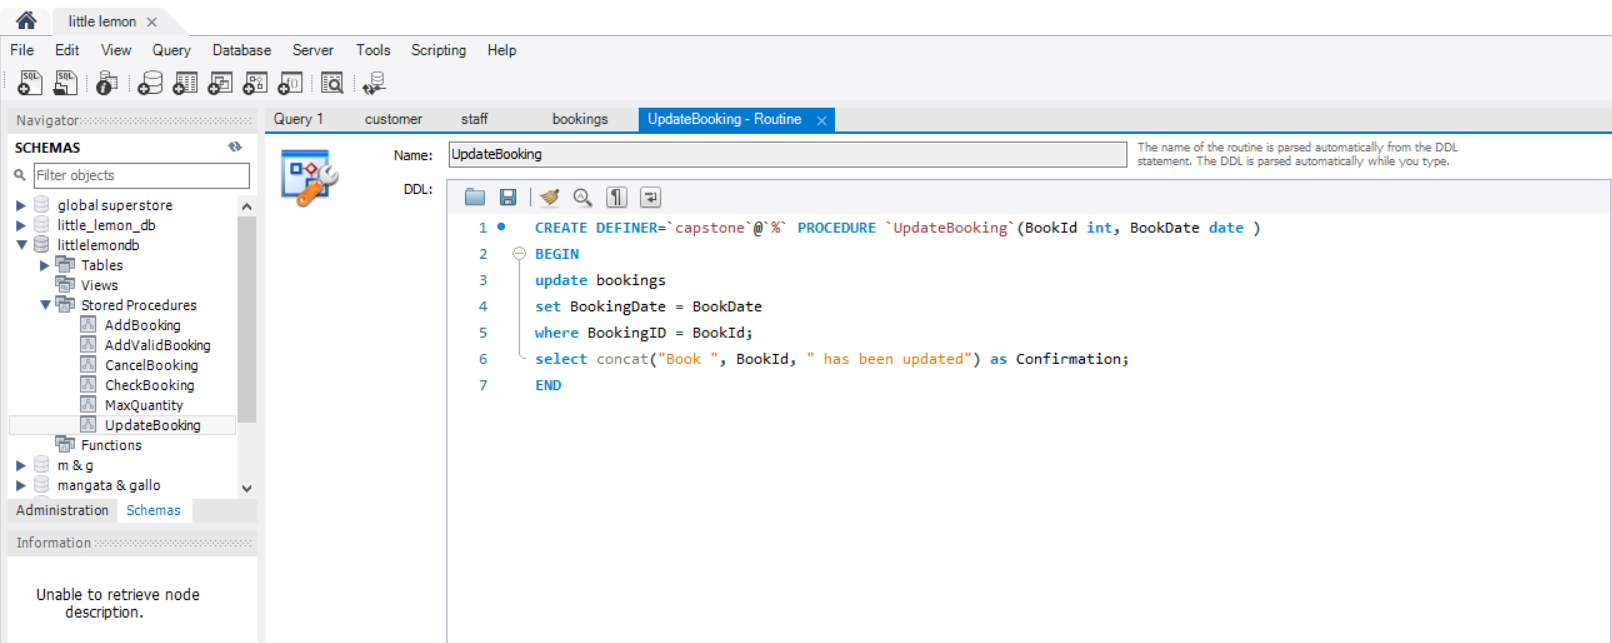 little lemon
File Edit View Query Database Server Tools Scripting Help
SQL SQL
Navigator
SCHEMAS
Filter objects
global superstore
little_lemon_db
littlelemondb
Tables
Views
Stored Procedures
AddBooking
AddValidBooking
CancelBooking
CheckBooking
MaxQuantity
UpdateBooking
Functions
m & g
mangata & gallo
Administration Schemas
Information
Unable to retrieve node
description.
Query 1 customer staff bookings UpdateBooking - Routine
Name: UpdateBooking
The name of the routine is parsed automatically from the DDL
statement. The DDL is parsed automatically while you type.
DDL:
1 CREATE DEFINER=`capstone`@`%` PROCEDURE `UpdateBooking`(BookId int, BookDate date )
2 BEGIN
3 update bookings
4 set BookingDate = BookDate
5 where BookingID = BookId;
6 select concat("Book ", BookId, " has been updated") as Confirmation;
7 END